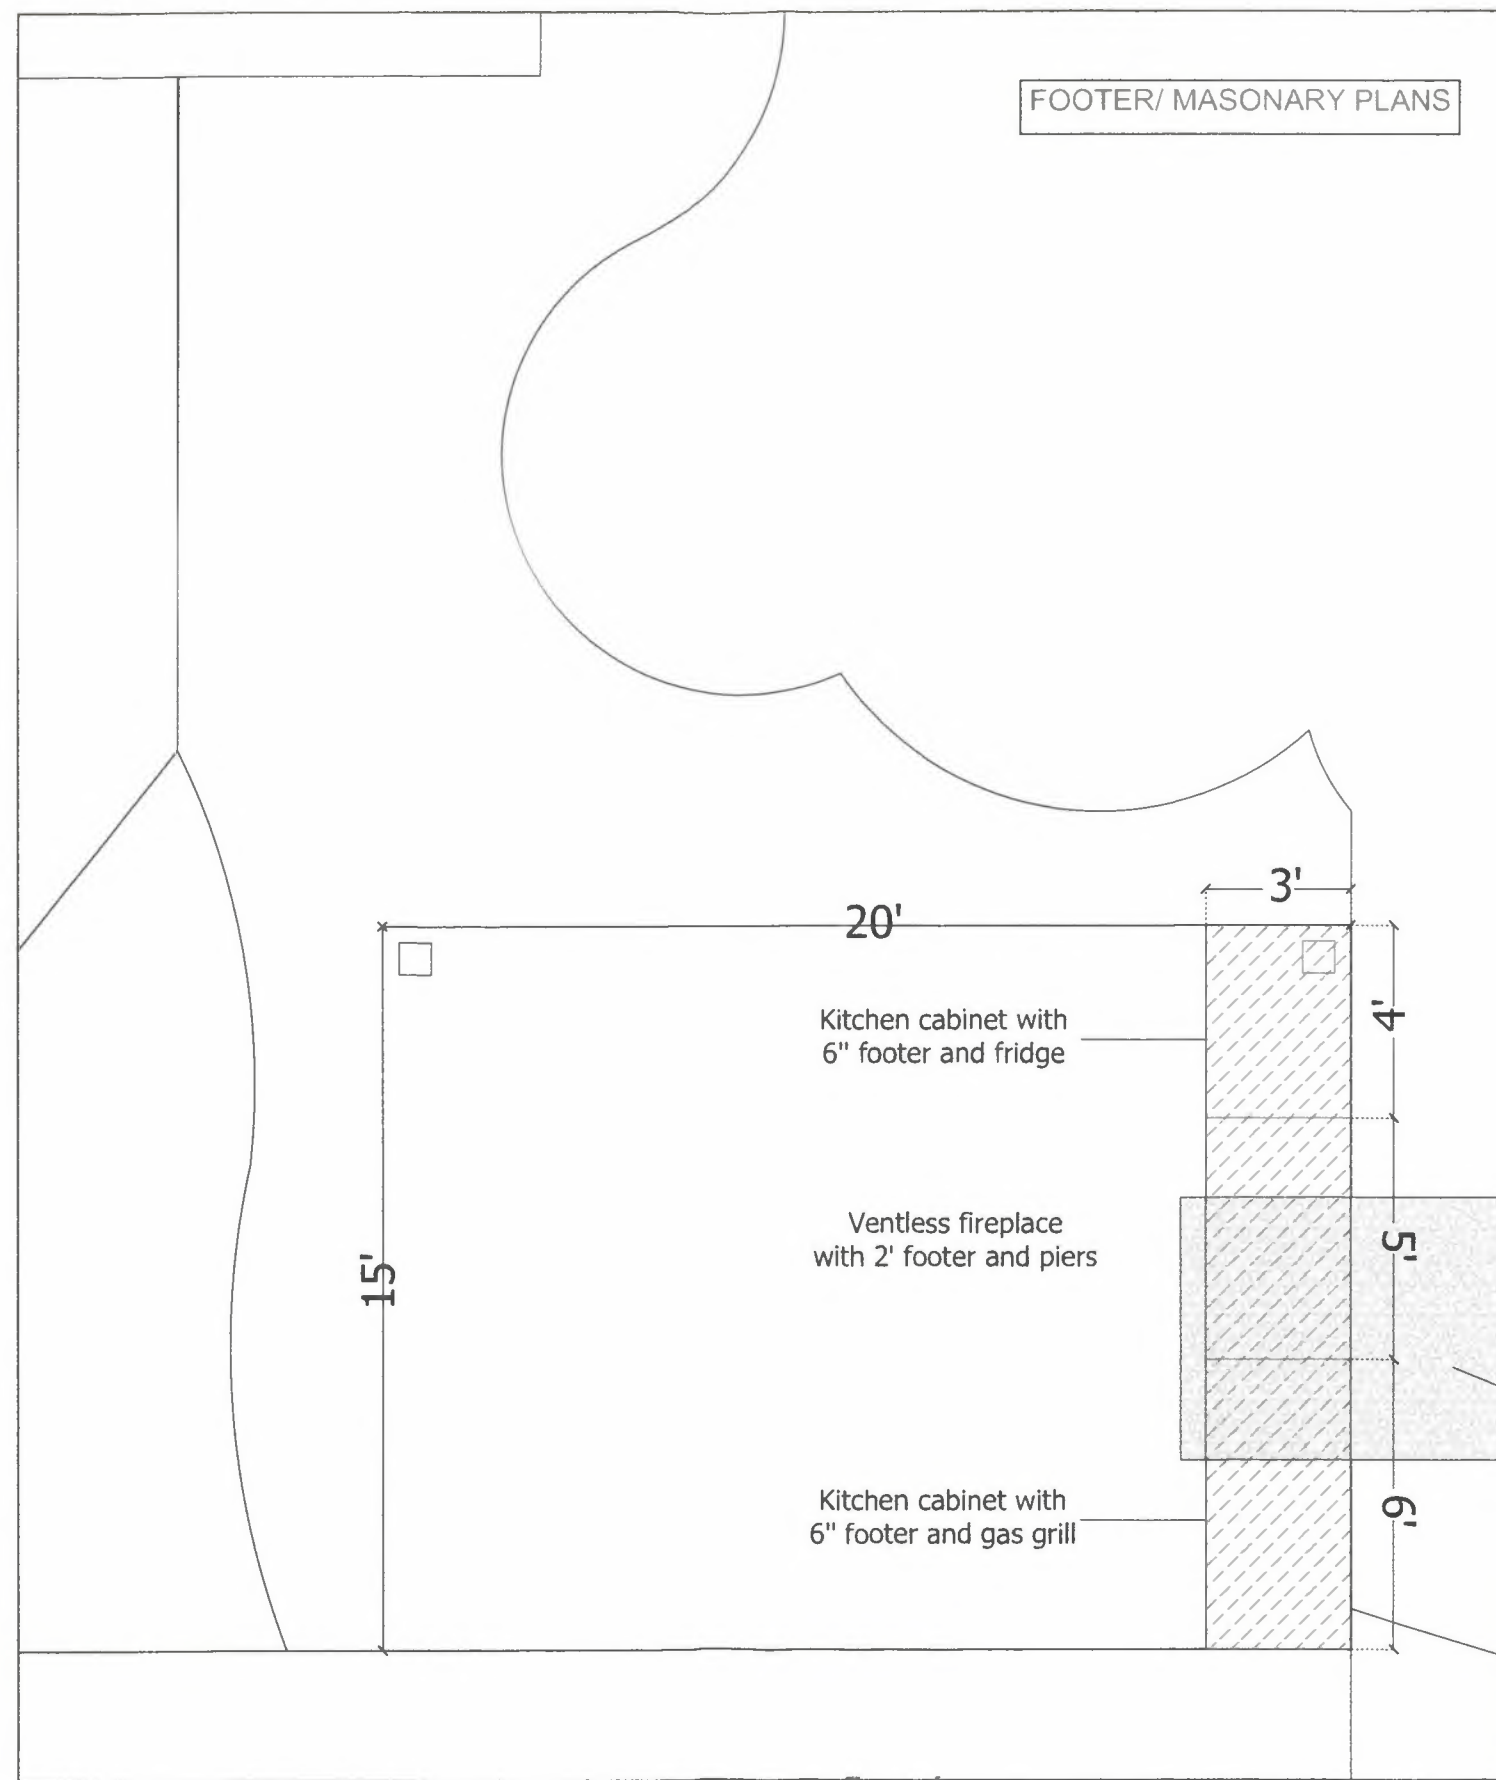 FOOTER/ MASONARY PLANS
3'
20'
4'
Kitchen cabinet with
6" footer and fridge
Ventless fireplace
with 2' footer and piers
5'
15'
Kitchen cabinet with
6" footer and gas grill
6'